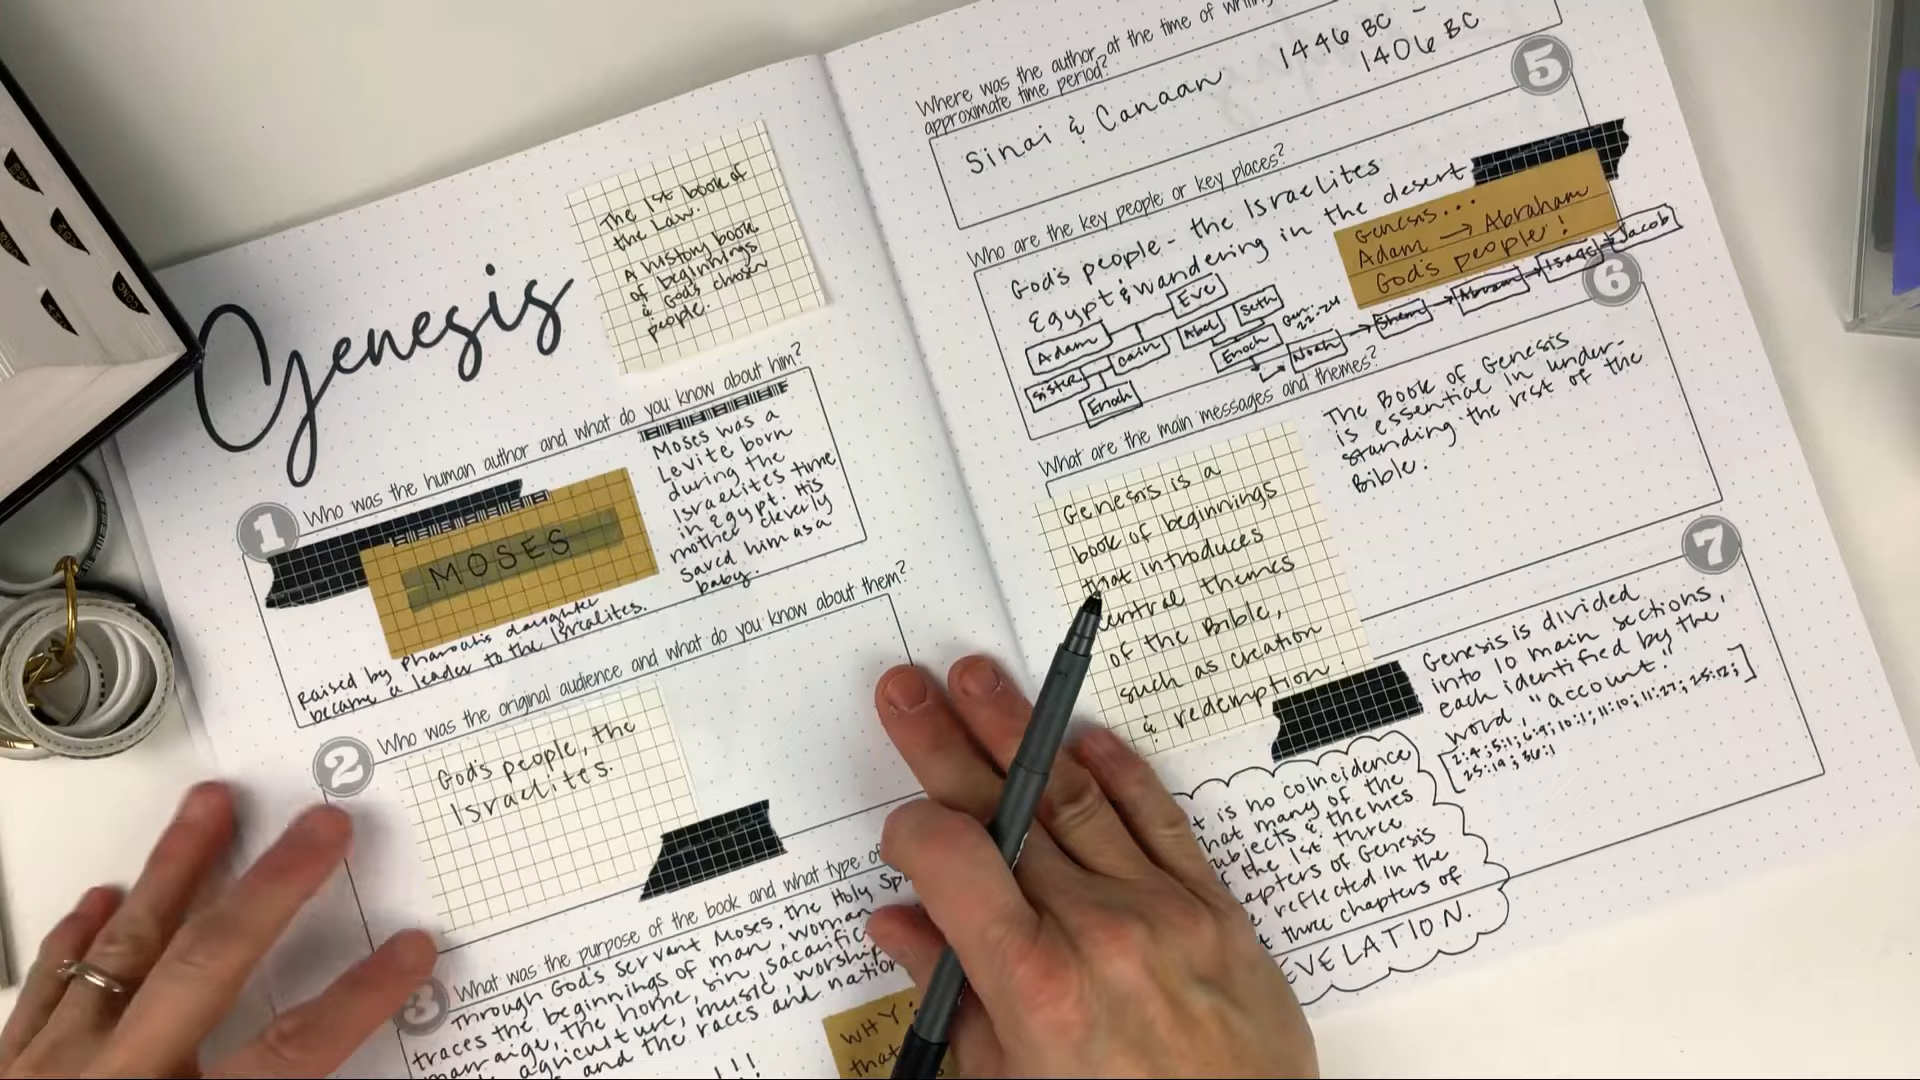 Genesis
The 1st book of
the Law.
A history book
of beginnings
& God's chosen
people.
1
Who was the human author and what do you know about him?
MOSES
Moses was a
Levite born
during the
Israelites time
in Egypt. His
mother cleverly
saved him as a
baby.
Raised by Pharoahs daughter
became a leader to the Isrealites.
2
Who was the original audience and what do you know about them?
God's people, the
Israelites.
3
What was the purpose of the book and what type of
Through God's servant Moses, the Holy
traces the beginnings of man, woman
marraige, the home, sin, sacarific
agriculture, music, worship
and the races and nation
!!!
WHY:
that
Where was the author at the time of
approximate time period?
Sinai & Canaan
1446 BC -
1406 BC
5
Who are the key people or key places?
God's people - the Israelites
Egypt & wandering in the desert
Genesis...
Adam → Abraham
God's people!
Adam
Eve
Sister
Cain
Abel
Seth
Enoch
Enoch
Noah
Shem
Abram
Isaac
Jacob
6
What are the main messages and themes?
Genesis is a
book of beginnings
that introduces
central themes
of the Bible,
such as creation
& redemption.
The Book of Genesis
is essential in under-
standing the rest of the
Bible.
7
Genesis is divided
into 10 main sections,
each identified by the
word, "account."
[2:4; 5:1; 6:9; 10:1; 11:10; 11:27; 25:12;
25:19; 36:1]
is no coincidence
that many of the
subjects & themes
the 1st three
chapters of Genesis
reflected in the
three chapters of
EVELATION.